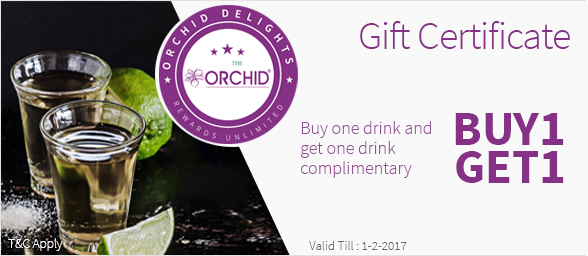 Gift Certificate
ORCHID DELIGHTS
THE
ORCHID®
REWARDS UNLIMITED
Buy one drink and
get one drink
complimentary
BUY1
GET1
T&C Apply
Valid Till : 1-2-2017